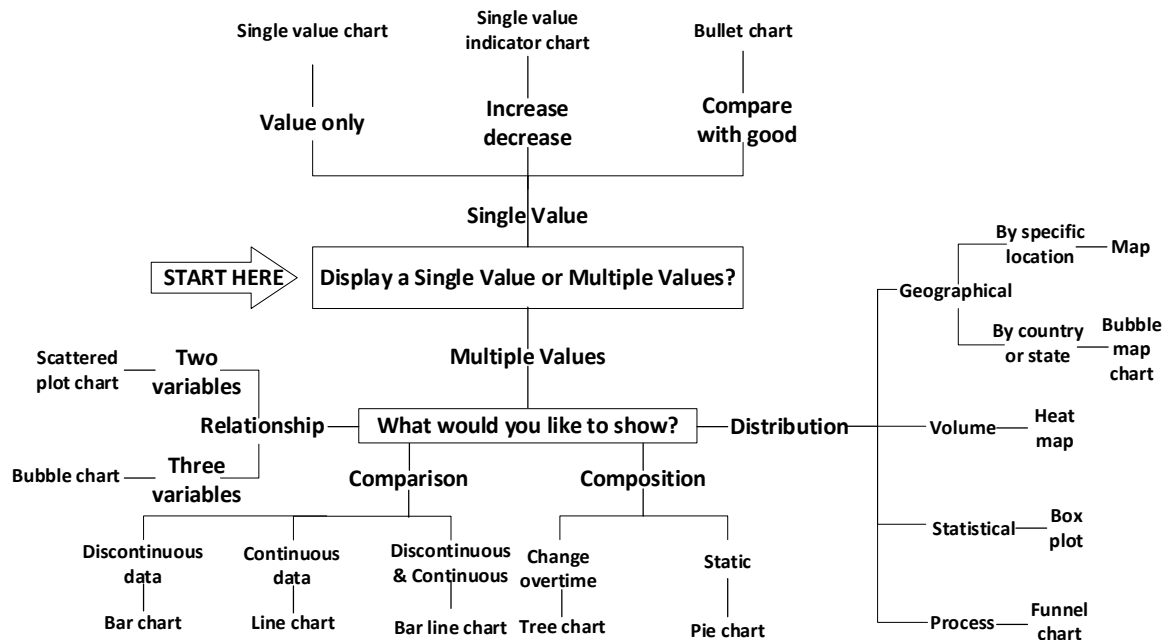 Single value chart
Single value
indicator chart
Bullet chart
Value only
Increase
decrease
Compare
with good
Single Value
START HERE
Display a Single Value or Multiple Values?
Multiple Values
What would you like to show?
Relationship
Two
variables
Scattered
plot chart
Three
variables
Bubble chart
Comparison
Discontinuous
data
Bar chart
Continuous
data
Line chart
Discontinuous
& Continuous
Bar line chart
Composition
Change
overtime
Tree chart
Static
Pie chart
Distribution
Geographical
By specific
location
Map
By country
or state
Bubble
map
chart
Volume
Heat
map
Statistical
Box
plot
Process
Funnel
chart